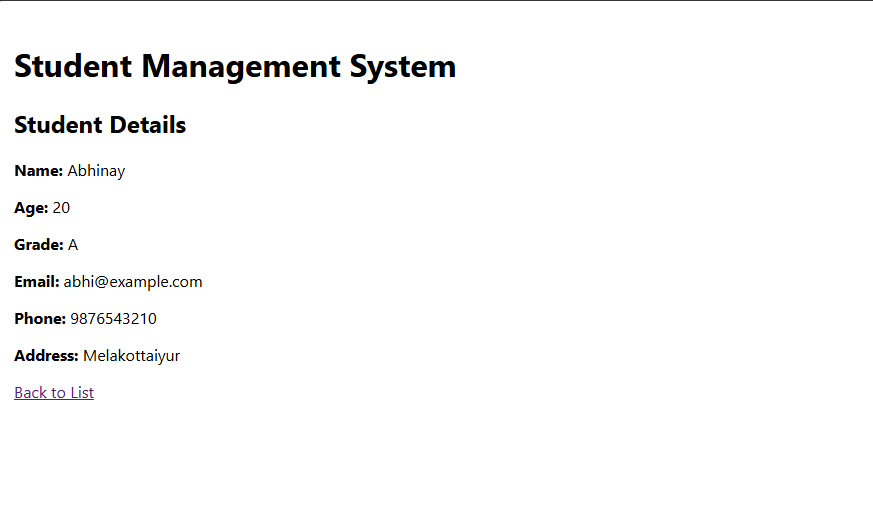 Student Management System
Student Details
Name: Abhinay
Age: 20
Grade: A
Email: abhi@example.com
Phone: 9876543210
Address: Melakottaiyur
Back to List